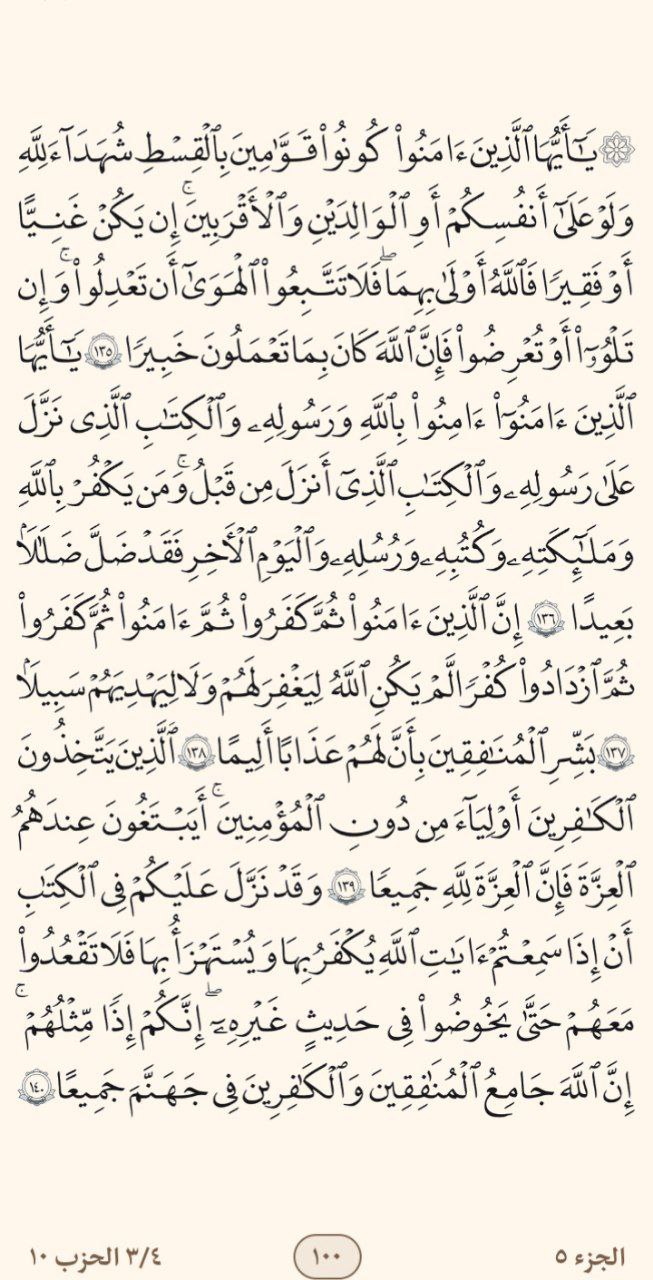 ۞ يَـٰٓأَيُّهَا ٱلَّذِينَ ءَامَنُوا۟ كُونُوا۟ قَوَّٰمِينَ بِٱلْقِسْطِ شُهَدَآءَ لِلَّهِ
وَلَوْ عَلَىٰٓ أَنفُسِكُمْ أَوِ ٱلْوَٰلِدَيْنِ وَٱلْأَقْرَبِينَ ۚ إِن يَكُنْ غَنِيًّا
أَوْ فَقِيرًا فَٱللَّهُ أَوْلَىٰ بِهِمَا ۖ فَلَا تَتَّبِعُوا۟ ٱلْهَوَىٰٓ أَن تَعْدِلُوا۟ ۚ وَإِن
تَلْوُۥٓا۟ أَوْ تُعْرِضُوا۟ فَإِنَّ ٱللَّهَ كَانَ بِمَا تَعْمَلُونَ خَبِيرًا ١٣٥ يَـٰٓأَيُّهَا
ٱلَّذِينَ ءَامَنُوٓا۟ ءَامِنُوا۟ بِٱللَّهِ وَرَسُولِهِۦ وَٱلْكِتَـٰبِ ٱلَّذِى نَزَّلَ
عَلَىٰ رَسُولِهِۦ وَٱلْكِتَـٰبِ ٱلَّذِىٓ أَنزَلَ مِن قَبْلُ ۚ وَمَن يَكْفُرْ بِٱللَّهِ
وَمَلَـٰٓئِكَتِهِۦ وَكُتُبِهِۦ وَرُسُلِهِۦ وَٱلْيَوْمِ ٱلْـَٔاخِرِ فَقَدْ ضَلَّ ضَلَـٰلًۢا
بَعِيدًا ١٣٦ إِنَّ ٱلَّذِينَ ءَامَنُوا۟ ثُمَّ كَفَرُوا۟ ثُمَّ ءَامَنُوا۟ ثُمَّ كَفَرُوا۟
ثُمَّ ٱزْدَادُوا۟ كُفْرًا لَّمْ يَكُنِ ٱللَّهُ لِيَغْفِرَ لَهُمْ وَلَا لِيَهْدِيَهُمْ سَبِيلًۢا
١٣٧ بَشِّرِ ٱلْمُنَـٰفِقِينَ بِأَنَّ لَهُمْ عَذَابًا أَلِيمًا ١٣٨ ٱلَّذِينَ يَتَّخِذُونَ
ٱلْكَـٰفِرِينَ أَوْلِيَآءَ مِن دُونِ ٱلْمُؤْمِنِينَ ۚ أَيَبْتَغُونَ عِندَهُمُ
ٱلْعِزَّةَ فَإِنَّ ٱلْعِزَّةَ لِلَّهِ جَمِيعًا ١٣٩ وَقَدْ نَزَّلَ عَلَيْكُمْ فِى ٱلْكِتَـٰبِ
أَنْ إِذَا سَمِعْتُمْ ءَايَـٰتِ ٱللَّهِ يُكْفَرُ بِهَا وَيُسْتَهْزَأُ بِهَا فَلَا تَقْعُدُوا۟
مَعَهُمْ حَتَّىٰ يَخُوضُوا۟ فِى حَدِيثٍ غَيْرِهِۦٓ ۖ إِنَّكُمْ إِذًا مِّثْلُهُمْ ۗ
إِنَّ ٱللَّهَ جَامِعُ ٱلْمُنَـٰفِقِينَ وَٱلْكَـٰفِرِينَ فِى جَهَنَّمَ جَمِيعًا ١٤٠
الجزء ٥
١٠٠
٣/٤ الحزب ١٠